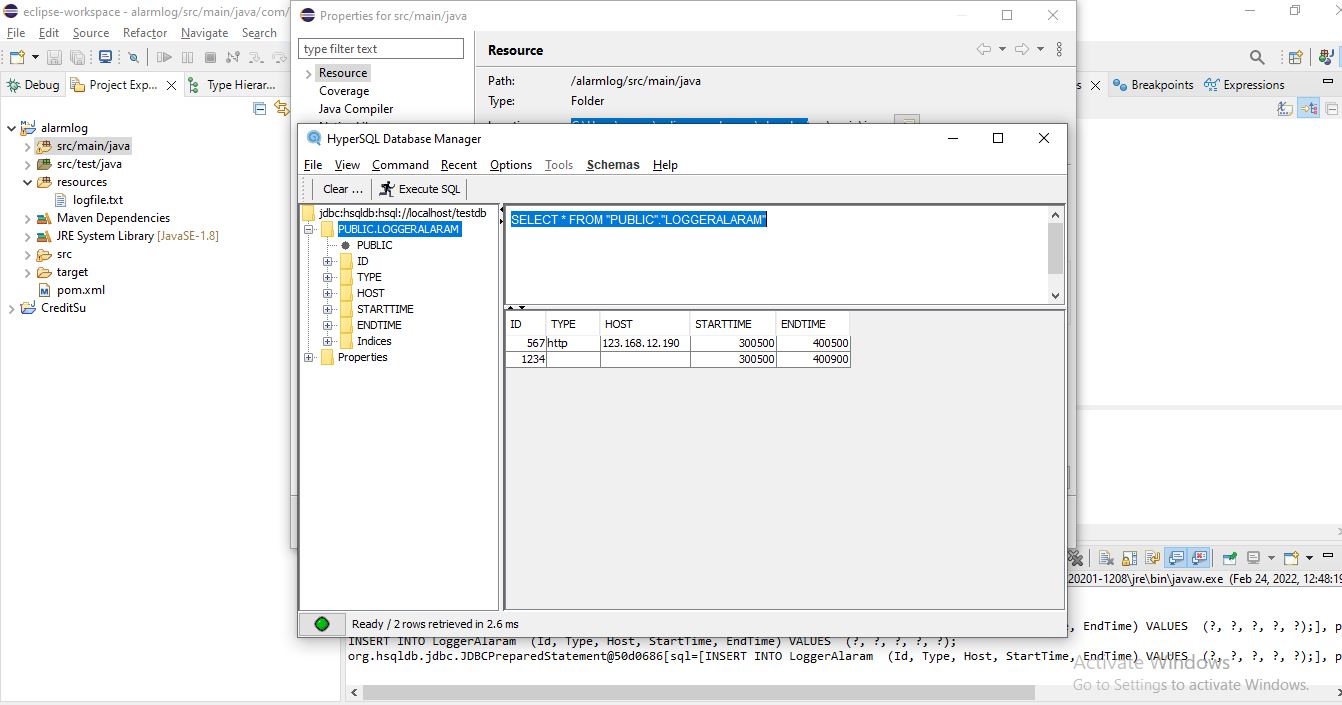 eclipse-workspace - alarmlog/src/main/java/com/
File Edit Source Refactor Navigate Search
Debug Project Exp... Type Hierar...
alarmlog
src/main/java
src/test/java
resources
logfile.txt
Maven Dependencies
JRE System Library [JavaSE-1.8]
src
target
pom.xml
CreditSu
Properties for src/main/java
type filter text
Resource
Coverage
Java Compiler
Resource
Path: /alarmlog/src/main/java
Type: Folder
Breakpoints Expressions
HyperSQL Database Manager
File View Command Recent Options Tools Schemas Help
Clear ... Execute SQL
jdbc:hsqldb:hsql://localhost/testdb
PUBLIC.LOGGERALARAM
PUBLIC
ID
TYPE
HOST
STARTTIME
ENDTIME
Indices
Properties
SELECT * FROM "PUBLIC"."LOGGERALARAM"
ID TYPE HOST STARTTIME ENDTIME
567 http 123.168.12.190 300500 400500
1234 300500 400900
Ready / 2 rows retrieved in 2.6 ms
20201-1208\jre\bin\javaw.exe (Feb 24, 2022, 12:48:19
, EndTime) VALUES (?, ?, ?, ?, ?);], p
INSERT INTO LoggerAlaram (Id, Type, Host, StartTime, EndTime) VALUES (?, ?, ?, ?, ?);
org.hsqldb.jdbc.JDBCPreparedStatement@50d0686[sql=[INSERT INTO LoggerAlaram (Id, Type, Host, StartTime, EndTime) VALUES (?, ?, ?, ?, ?);], p
Activate Windows
Go to Settings to activate Windows.